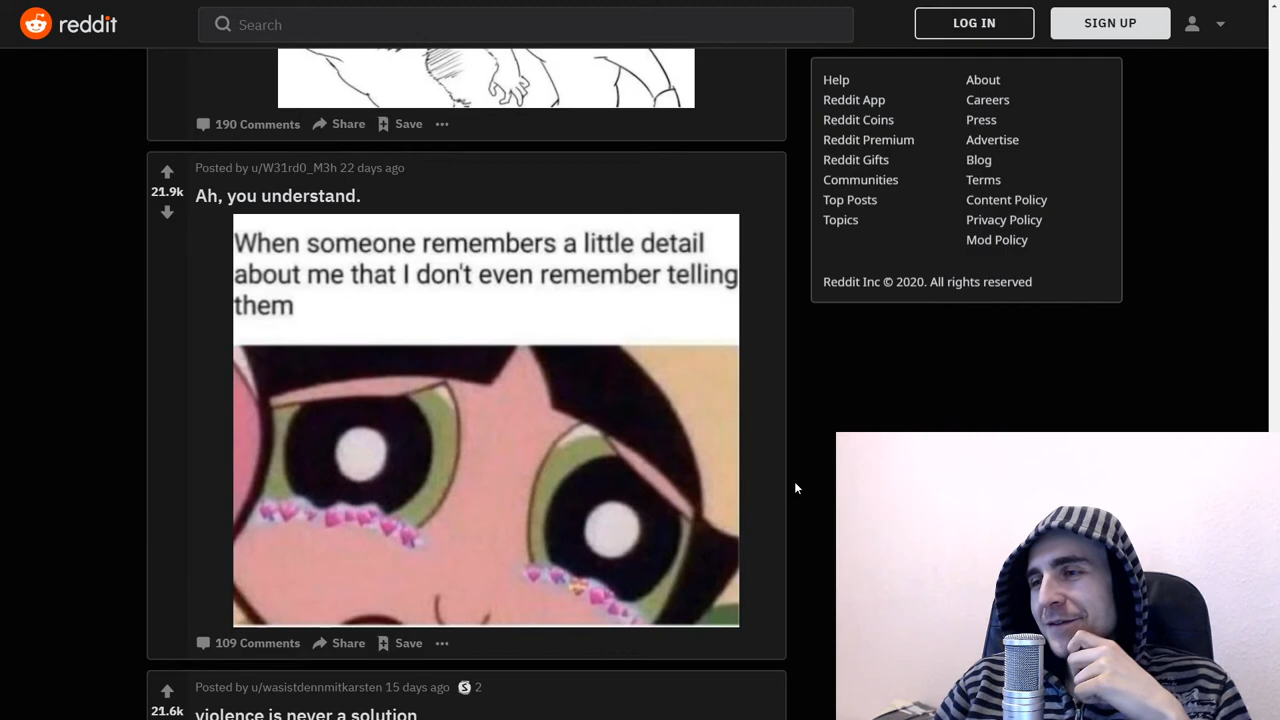 reddit
Search
LOG IN
SIGN UP
190 Comments
Share
Save
Posted by u/W31rd0_M3h 22 days ago
21.9k
Ah, you understand.
When someone remembers a little detail
about me that I don't even remember telling
them
109 Comments
Share
Save
Posted by u/wasistdennmitkarsten 15 days ago
S 2
21.6k
violence is never a solution
Help
About
Reddit App
Careers
Reddit Coins
Press
Reddit Premium
Advertise
Reddit Gifts
Blog
Communities
Terms
Top Posts
Content Policy
Topics
Privacy Policy
Mod Policy
Reddit Inc © 2020. All rights reserved